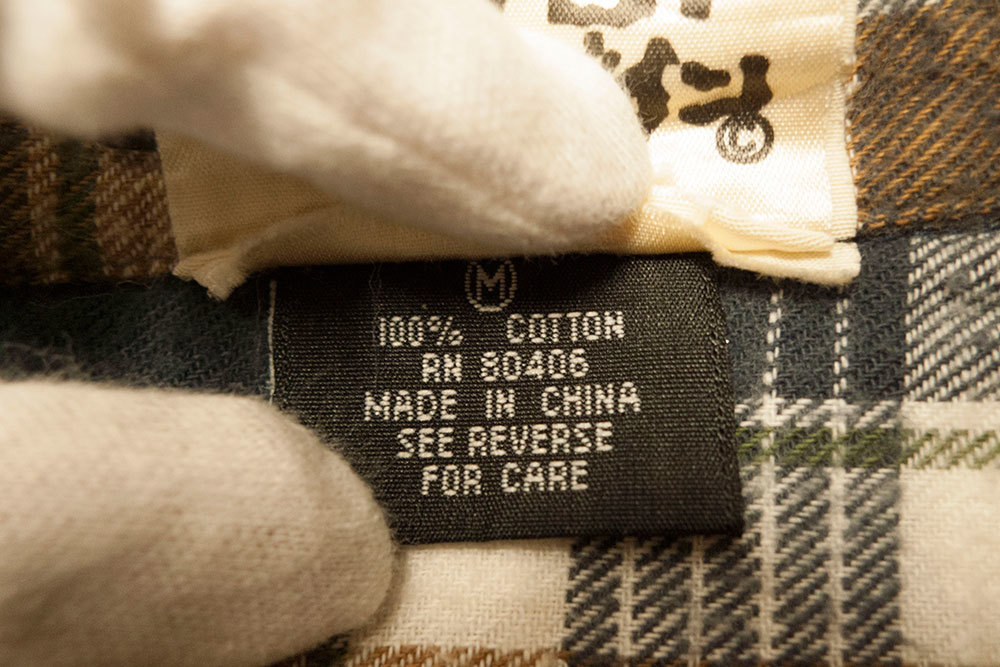 ©
M
100% COTTON
RN 80406
MADE IN CHINA
SEE REVERSE
FOR CARE